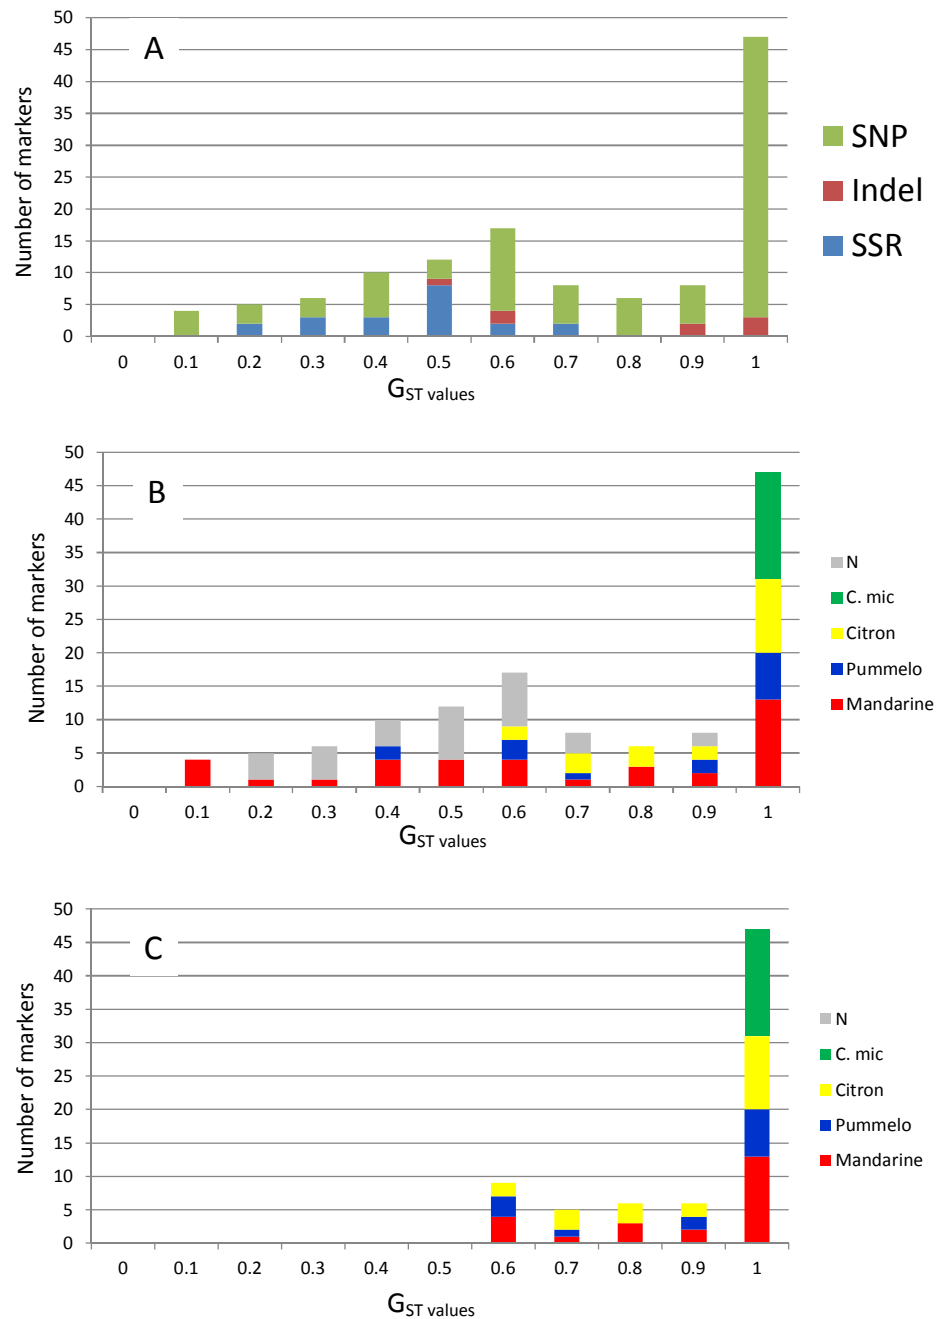 A
Number of markers
50
45
40
35
30
25
20
15
10
5
0
0 0.1 0.2 0.3 0.4 0.5 0.6 0.7 0.8 0.9 1
GST values
SNP
Indel
SSR
B
Number of markers
50
45
40
35
30
25
20
15
10
5
0
0 0.1 0.2 0.3 0.4 0.5 0.6 0.7 0.8 0.9 1
GST values
N
C. mic
Citron
Pummelo
Mandarine
C
Number of markers
50
45
40
35
30
25
20
15
10
5
0
0 0.1 0.2 0.3 0.4 0.5 0.6 0.7 0.8 0.9 1
GST values
N
C. mic
Citron
Pummelo
Mandarine